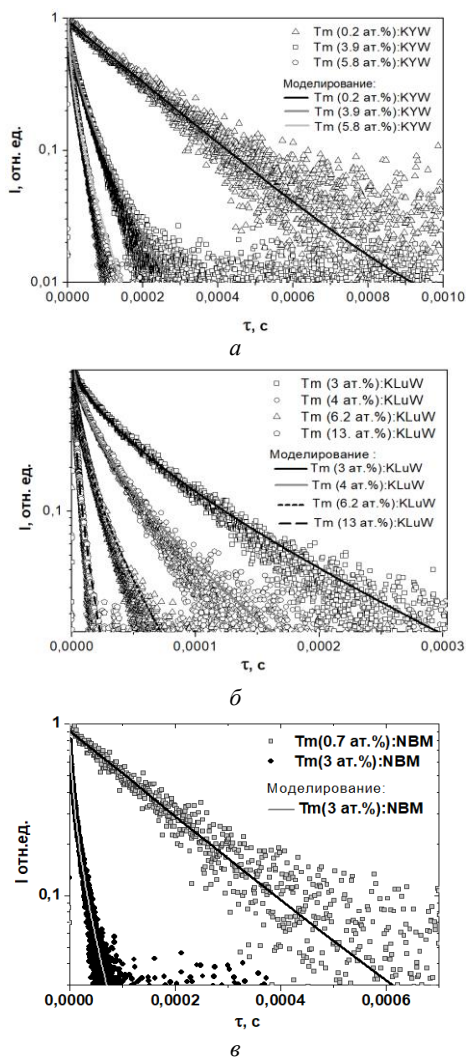 I, отн. ед.
1
0,1
0,01
0,0000
0,0002
0,0004
0,0006
0,0008
0,0010
τ, с
Tm (0.2 ат.%):KYW
Tm (3.9 ат.%):KYW
Tm (5.8 ат.%):KYW
Моделирование:
Tm (0.2 ат.%):KYW
Tm (3.9 ат.%):KYW
Tm (5.8 ат.%):KYW
а
I, отн. ед.
0,1
0,0000
0,0001
0,0002
0,0003
τ, с
Tm (3 ат.%):KLuW
Tm (4 ат.%):KLuW
Tm (6.2 ат.%):KLuW
Tm (13. ат.%):KLuW
Моделирование :
Tm (3 ат.%):KLuW
Tm (4 ат.%):KLuW
Tm (6.2 ат.%):KLuW
Tm (13 ат.%):KLuW
б
I отн.ед.
1
0,1
0,0000
0,0002
0,0004
0,0006
τ, с
Tm(0.7 ат.%):NBM
Tm(3 ат.%):NBM
Моделирование:
Tm(3 ат.%):NBM
в